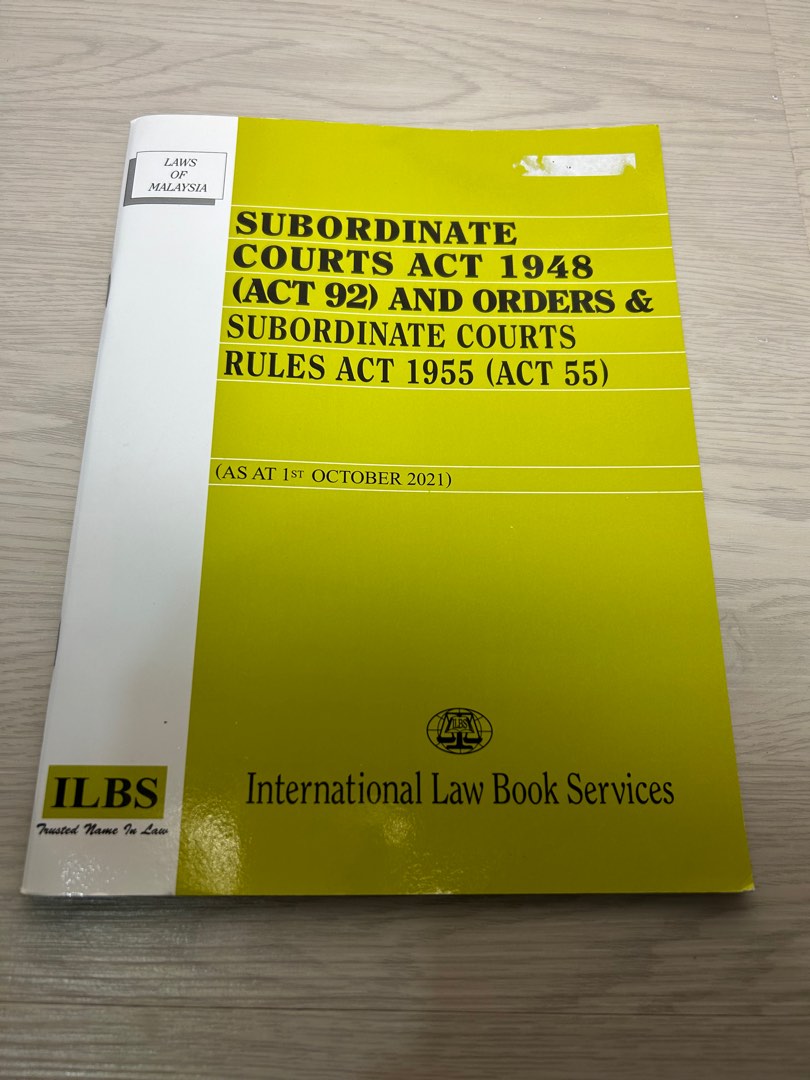 LAWS
OF
MALAYSIA
SUBORDINATE
COURTS ACT 1948
(ACT 92) AND ORDERS &
SUBORDINATE COURTS
RULES ACT 1955 (ACT 55)
(AS AT 1ST OCTOBER 2021)
ILBS
International Law Book Services
ILBS
Trusted Name In Law